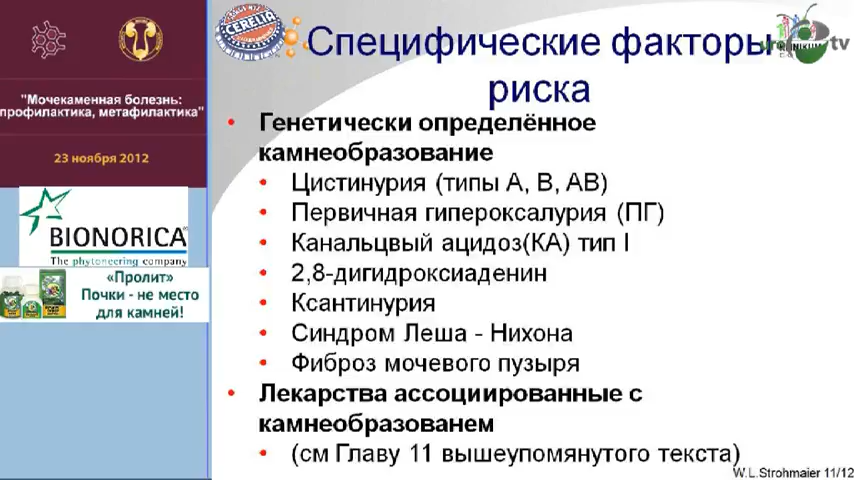 "Мочекаменная болезнь:
профилактика, метафилактика"
23 ноября 2012
BIONORICA
The phytoneering company
«Пролит»
Почки - не место
для камней!
CERELIA
Специфические факторы
риска
tv
• Генетически определённое
камнеобразование
• Цистинурия (типы А, В, АВ)
• Первичная гипероксалурия (ПГ)
• Канальцвый ацидоз(КА) тип I
• 2,8-дигидроксиаденин
• Ксантинурия
• Синдром Леша - Нихона
• Фиброз мочевого пузыря
• Лекарства ассоциированные с
камнеобразованем
• (см Главу 11 вышеупомянутого текста)
W.L.Strohmaier 11/12